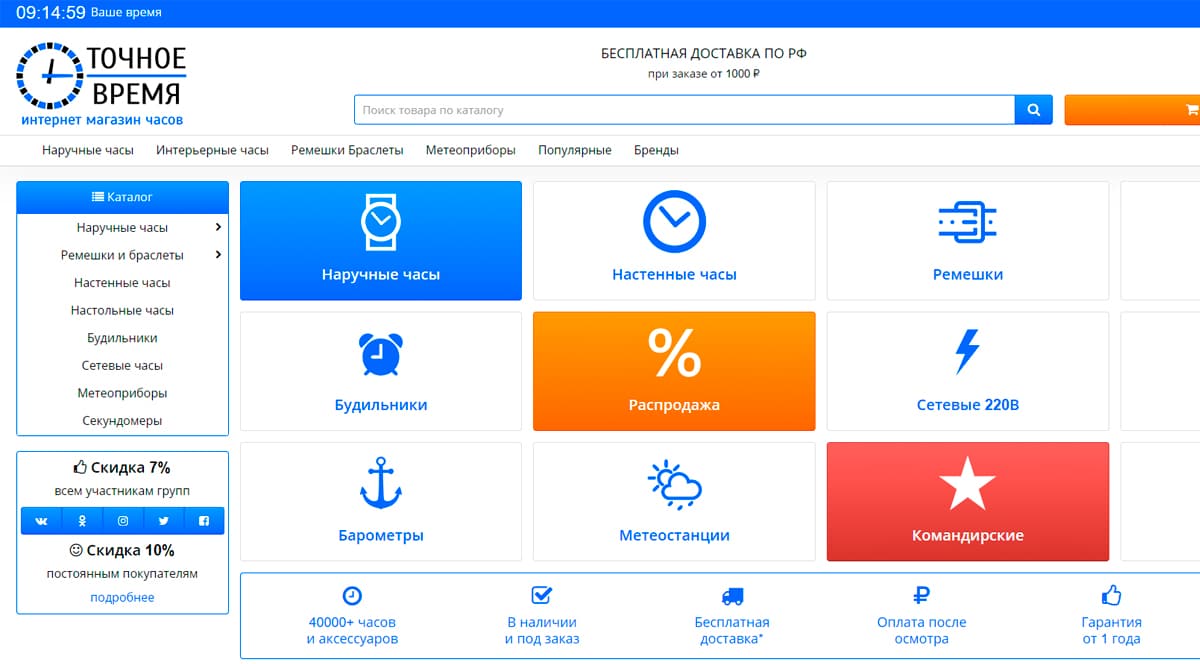 09:14:59 Ваше время
ТОЧНОЕ
ВРЕМЯ
интернет магазин часов
БЕСПЛАТНАЯ ДОСТАВКА ПО РФ
при заказе от 1000 ₽
Поиск товара по каталогу
Наручные часы Интерьерные часы Ремешки Браслеты Метеоприборы Популярные Бренды
Каталог
Наручные часы
Ремешки и браслеты
Настенные часы
Настольные часы
Будильники
Сетевые часы
Метеоприборы
Секундомеры
Скидка 7%
всем участникам групп
Скидка 10%
постоянным покупателям
подробнее
Наручные часы
Настенные часы
Ремешки
Будильники
%
Распродажа
Сетевые 220В
Барометры
Метеостанции
Командирские
40000+ часов
и аксессуаров
В наличии
и под заказ
Бесплатная
доставка*
Оплата после
осмотра
Гарантия
от 1 года